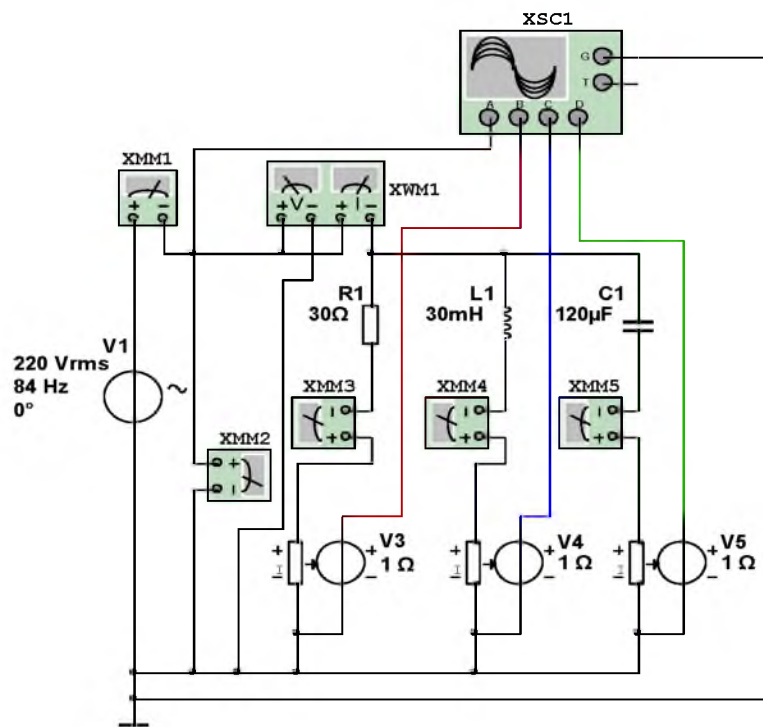 XSC1
G
T
A B C D
XMM1
+ -
XWM1
V I
+ - + -
R1
30Ω
L1
30mH
C1
120µF
V1
220 Vrms
84 Hz
0°
XMM3
-
+
XMM4
-
+
XMM5
-
+
XMM2
+
-
+ I -
+ V3
1 Ω
-
+ I -
+ V4
1 Ω
-
+ I -
+ V5
1 Ω
-